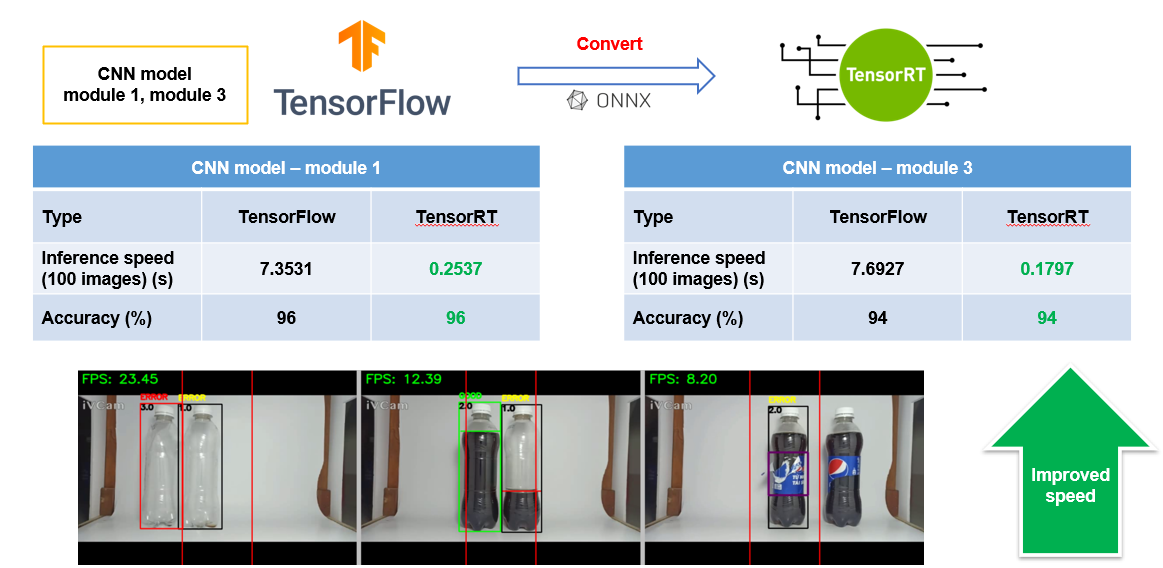 CNN model
module 1, module 3
TensorFlow
Convert
ONNX
TensorRT
CNN model – module 1
Type TensorFlow TensorRT
Inference speed
(100 images) (s) 7.3531 0.2537
Accuracy (%) 96 96
CNN model – module 3
Type TensorFlow TensorRT
Inference speed
(100 images) (s) 7.6927 0.1797
Accuracy (%) 94 94
FPS: 23.45
ERROR ERROR
3.0 1.0
iVCam
FPS: 12.39
GOOD ERROR
2.0 1.0
iVCam
FPS: 8.20
ERROR
2.0
iVCam
Improved
speed